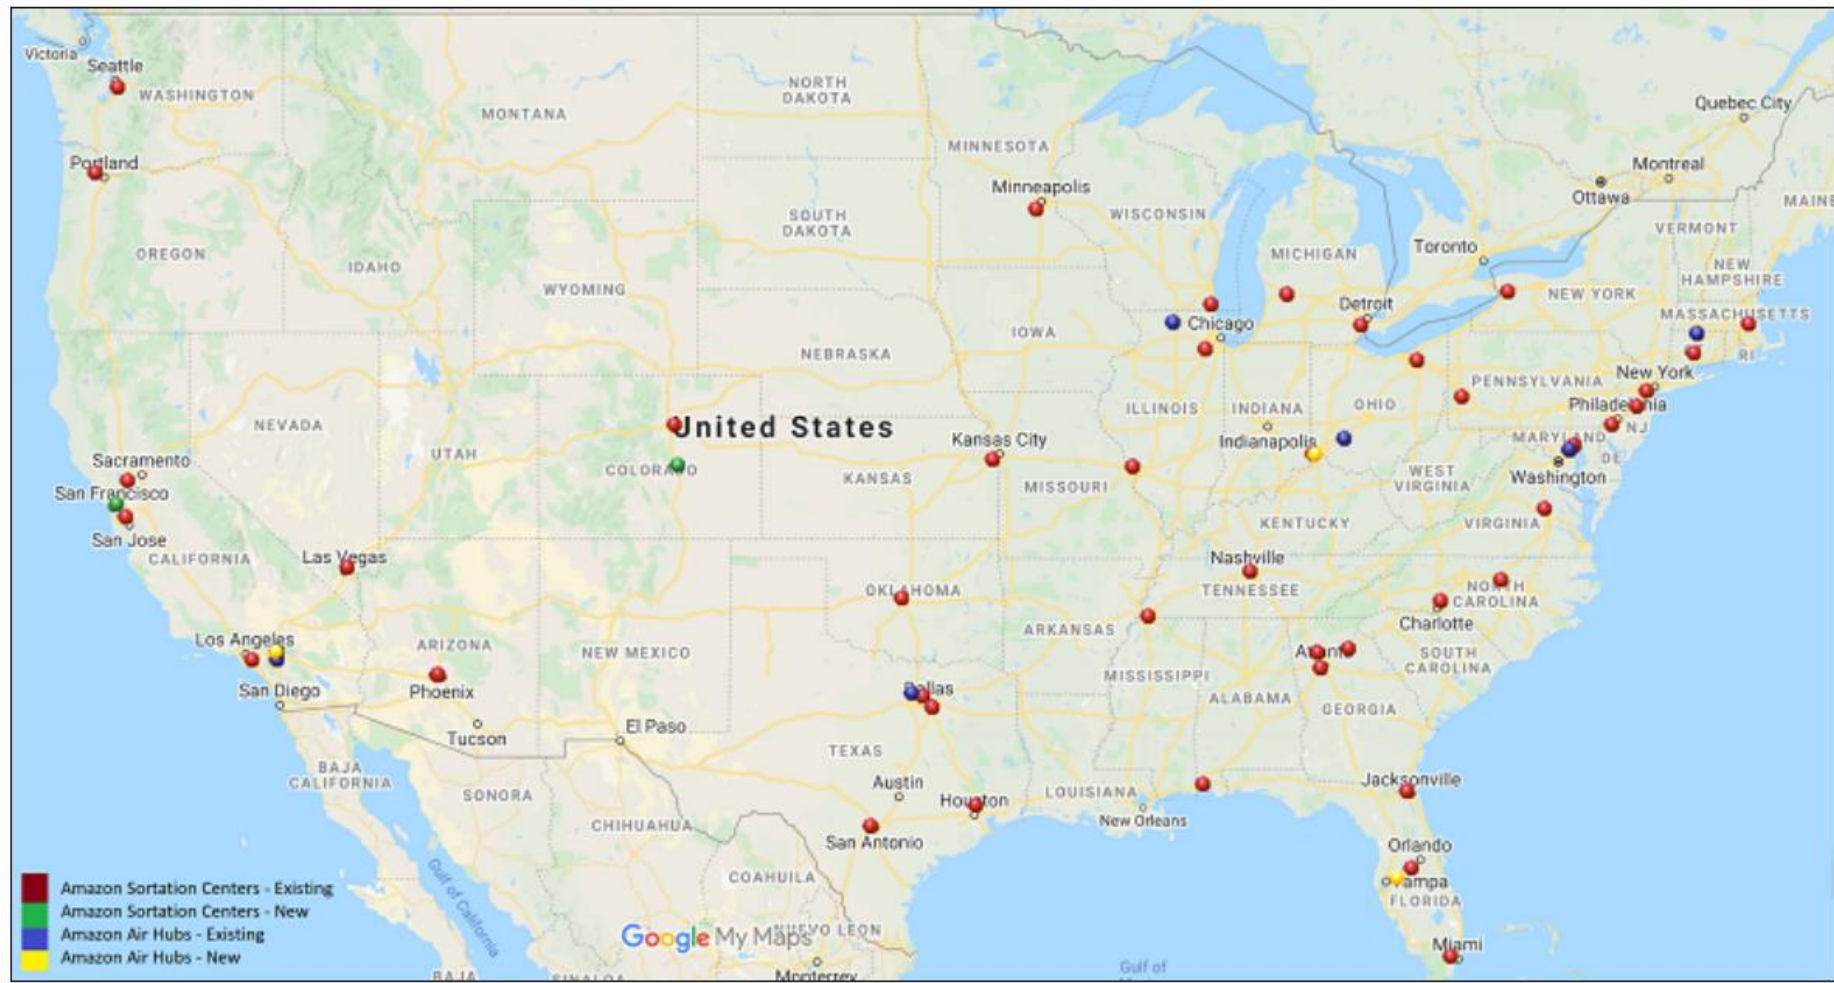 Victoria
Seattle
WASHINGTON
MONTANA
NORTH
DAKOTA
MINNESOTA
Quebec City
Montreal
Ottawa
MAINE
Portland
Minneapolis
WISCONSIN
SOUTH
DAKOTA
VERMONT
Toronto
MICHIGAN
OREGON
IDAHO
WYOMING
NEW
HAMPSHIRE
NEW YORK
Detroit
MASSACHUSETTS
Chicago
IOWA
NEBRASKA
RI
New York
PENNSYLVANIA
Philadelphia
ILLINOIS
INDIANA
OHIO
NEVADA
United States
NJ
MARYLAND
Indianapolis
Kansas City
UTAH
COLORADO
KANSAS
MISSOURI
DE
WEST
VIRGINIA
Washington
Sacramento
San Francisco
San Jose
CALIFORNIA
Las Vegas
KENTUCKY
VIRGINIA
Nashville
TENNESSEE
OKLAHOMA
NORTH
CAROLINA
Charlotte
ARKANSAS
Los Angeles
ARIZONA
NEW MEXICO
Atlanta
SOUTH
CAROLINA
San Diego
Phoenix
Dallas
MISSISSIPPI
ALABAMA
GEORGIA
Tucson
El Paso
TEXAS
BAJA
CALIFORNIA
SONORA
CHIHUAHUA
Austin
Houston
LOUISIANA
New Orleans
Jacksonville
San Antonio
Orlando
Tampa
FLORIDA
COAHUILA
Gulf of California
Google My Maps
NUEVO LEON
Miami
Monterrey
BAJA
SINALOA
Gulf of
Amazon Sortation Centers - Existing
Amazon Sortation Centers - New
Amazon Air Hubs - Existing
Amazon Air Hubs - New